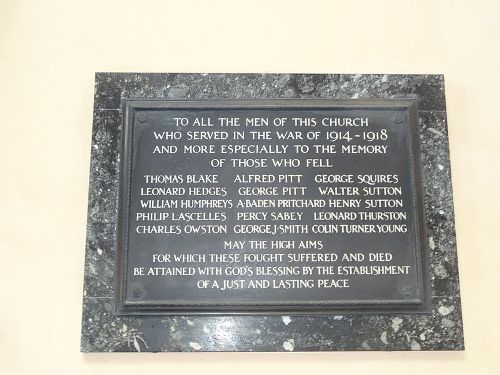 TO ALL THE MEN OF THIS CHURCH
WHO SERVED IN THE WAR OF 1914-1918
AND MORE ESPECIALLY TO THE MEMORY
OF THOSE WHO FELL
THOMAS BLAKE ALFRED PITT GEORGE SQUIRES
LEONARD HEDGES GEORGE PITT WALTER SUTTON
WILLIAM HUMPHREYS A·BADEN PRITCHARD HENRY SUTTON
PHILIP LASCELLES PERCY SABEY LEONARD THURSTON
CHARLES OWSTON GEORGE·J·SMITH COLIN TURNER YOUNG
MAY THE HIGH AIMS
FOR WHICH THESE FOUGHT SUFFERED AND DIED
BE ATTAINED WITH GOD'S BLESSING BY THE ESTABLISHMENT
OF A JUST AND LASTING PEACE